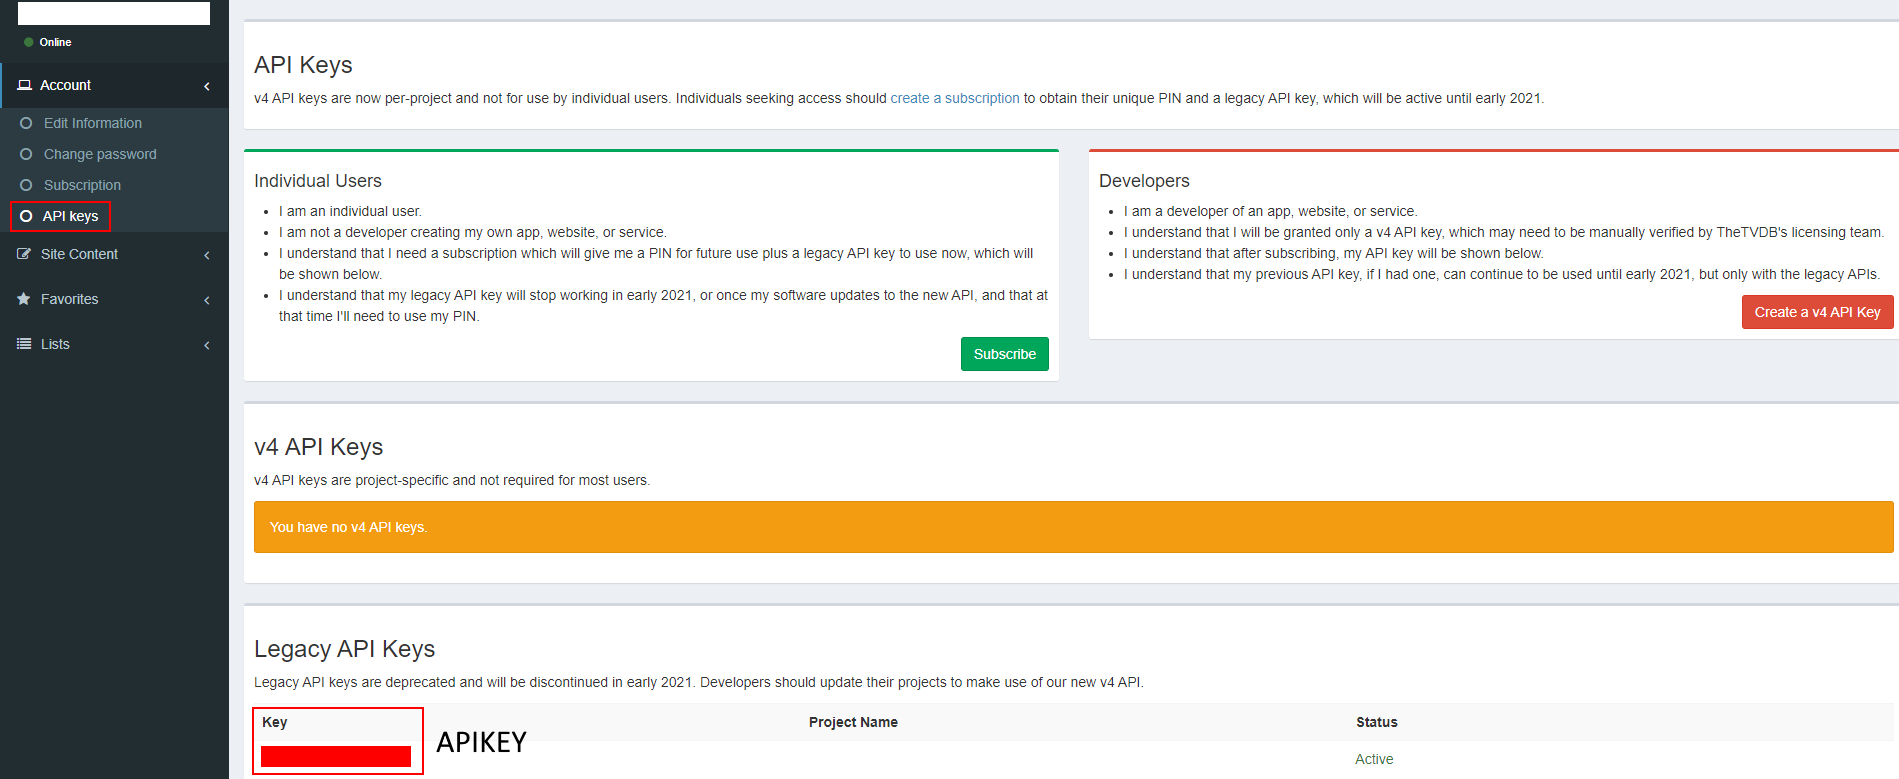 Online
Account
Edit Information
Change password
Subscription
API keys
Site Content
Favorites
Lists
API Keys
v4 API keys are now per-project and not for use by individual users. Individuals seeking access should create a subscription to obtain their unique PIN and a legacy API key, which will be active until early 2021.
Individual Users
I am an individual user.
I am not a developer creating my own app, website, or service.
I understand that I need a subscription which will give me a PIN for future use plus a legacy API key to use now, which will
be shown below.
I understand that my legacy API key will stop working in early 2021, or once my software updates to the new API, and that at
that time I'll need to use my PIN.
Subscribe
Developers
I am a developer of an app, website, or service.
I understand that I will be granted only a v4 API key, which may need to be manually verified by TheTVDB's licensing team.
I understand that after subscribing, my API key will be shown below.
I understand that my previous API key, if I had one, can continue to be used until early 2021, but only with the legacy APIs.
Create a v4 API Key
v4 API Keys
v4 API keys are project-specific and not required for most users.
You have no v4 API keys.
Legacy API Keys
Legacy API keys are deprecated and will be discontinued in early 2021. Developers should update their projects to make use of our new v4 API.
Key Project Name Status
APIKEY
Active